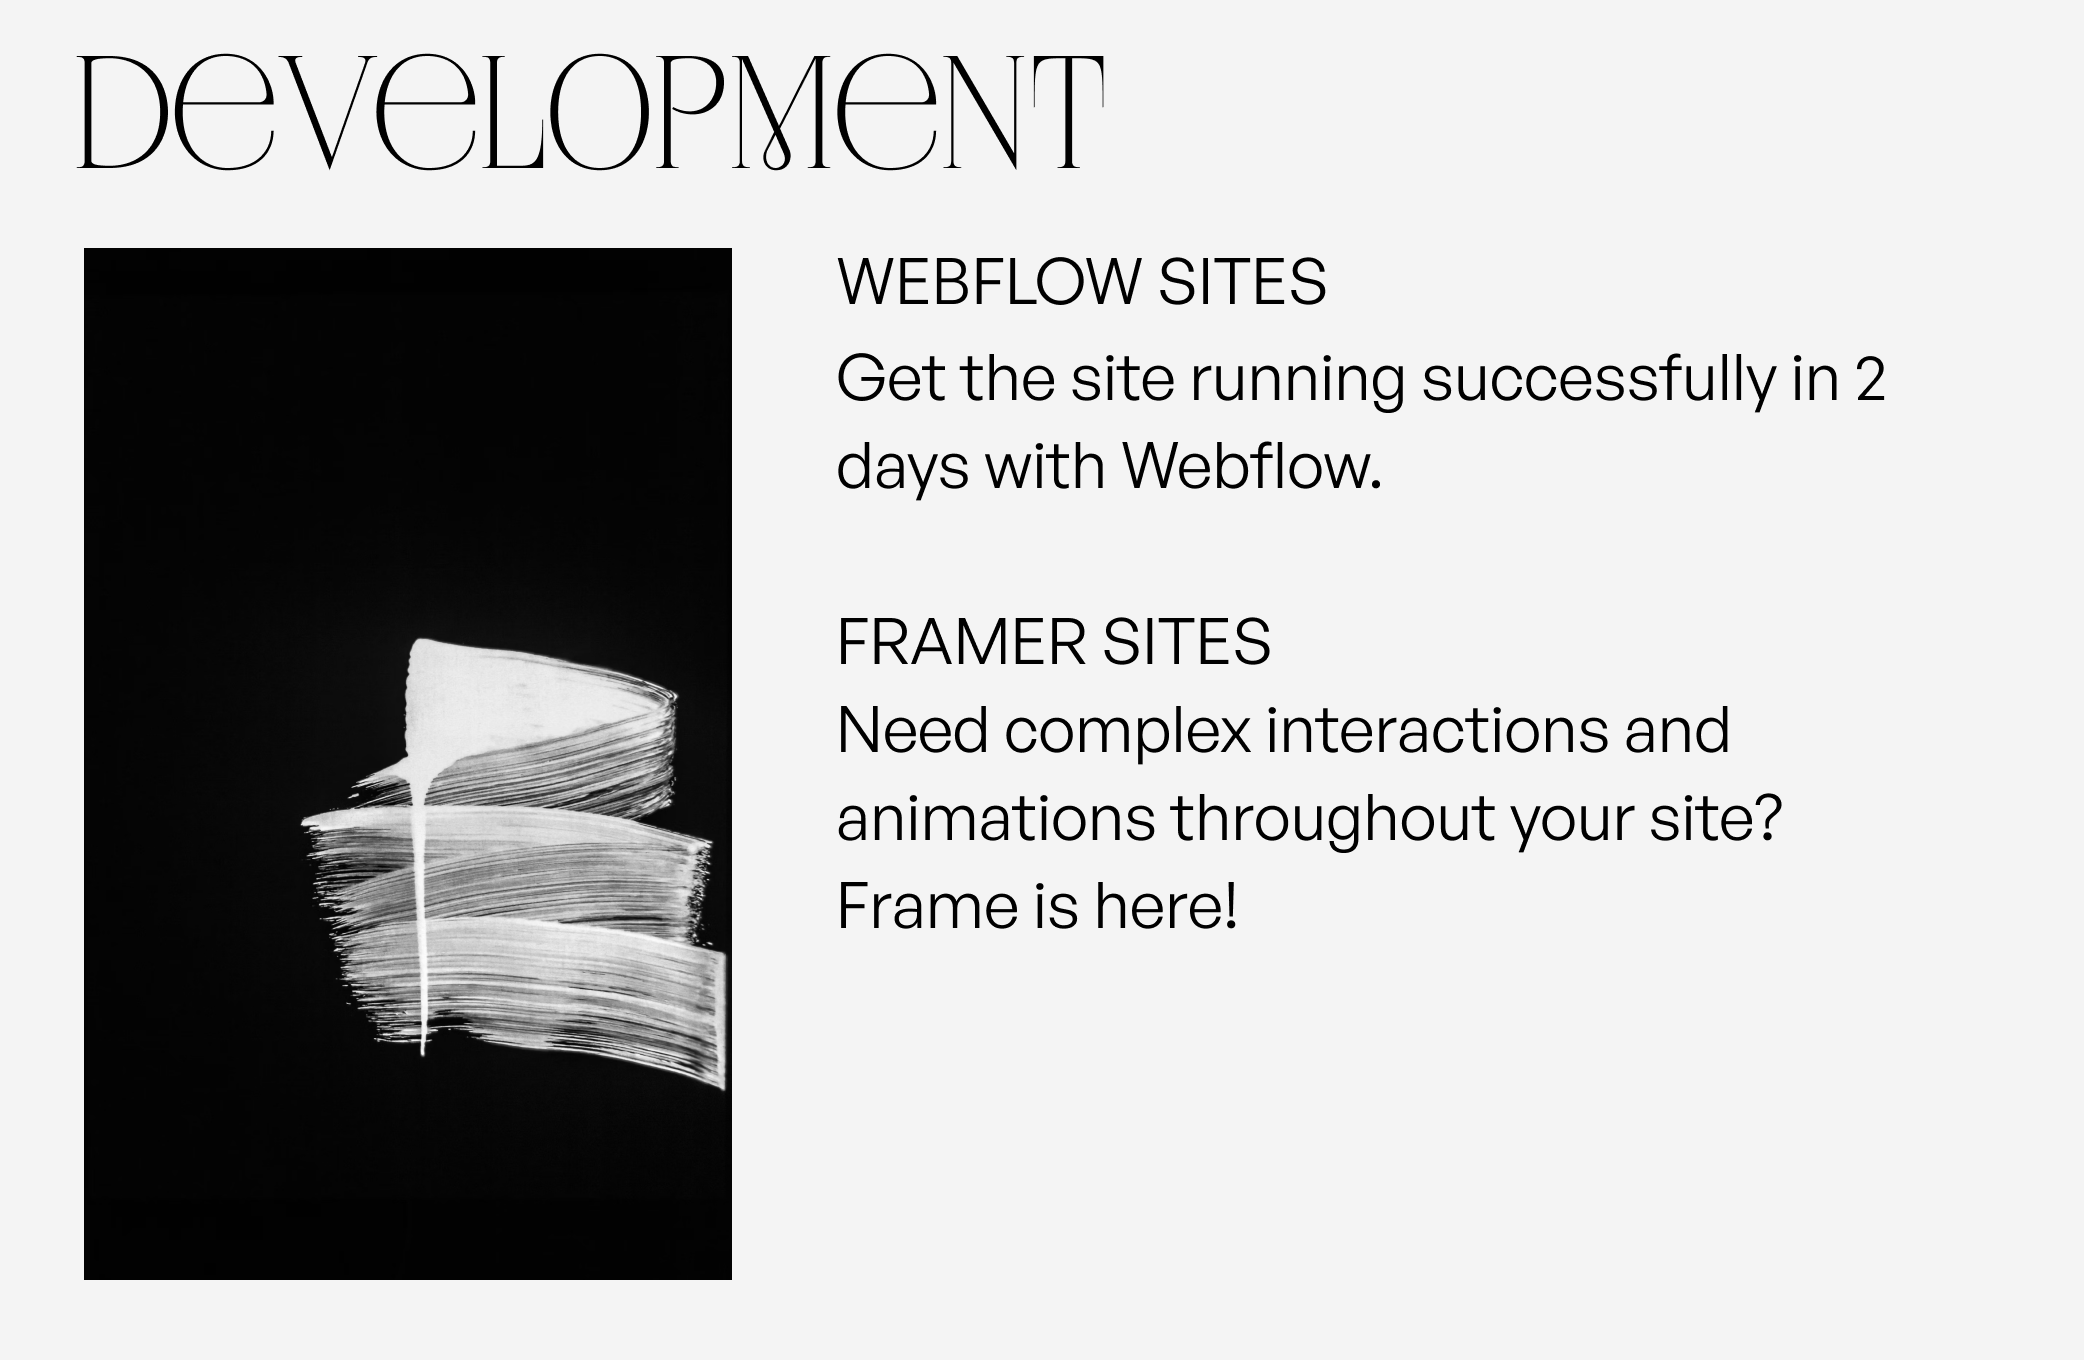 DeVeLOPMeNT
WEBFLOW SITES
Get the site running successfully in 2
days with Webflow.
FRAMER SITES
Need complex interactions and
animations throughout your site?
Frame is here!